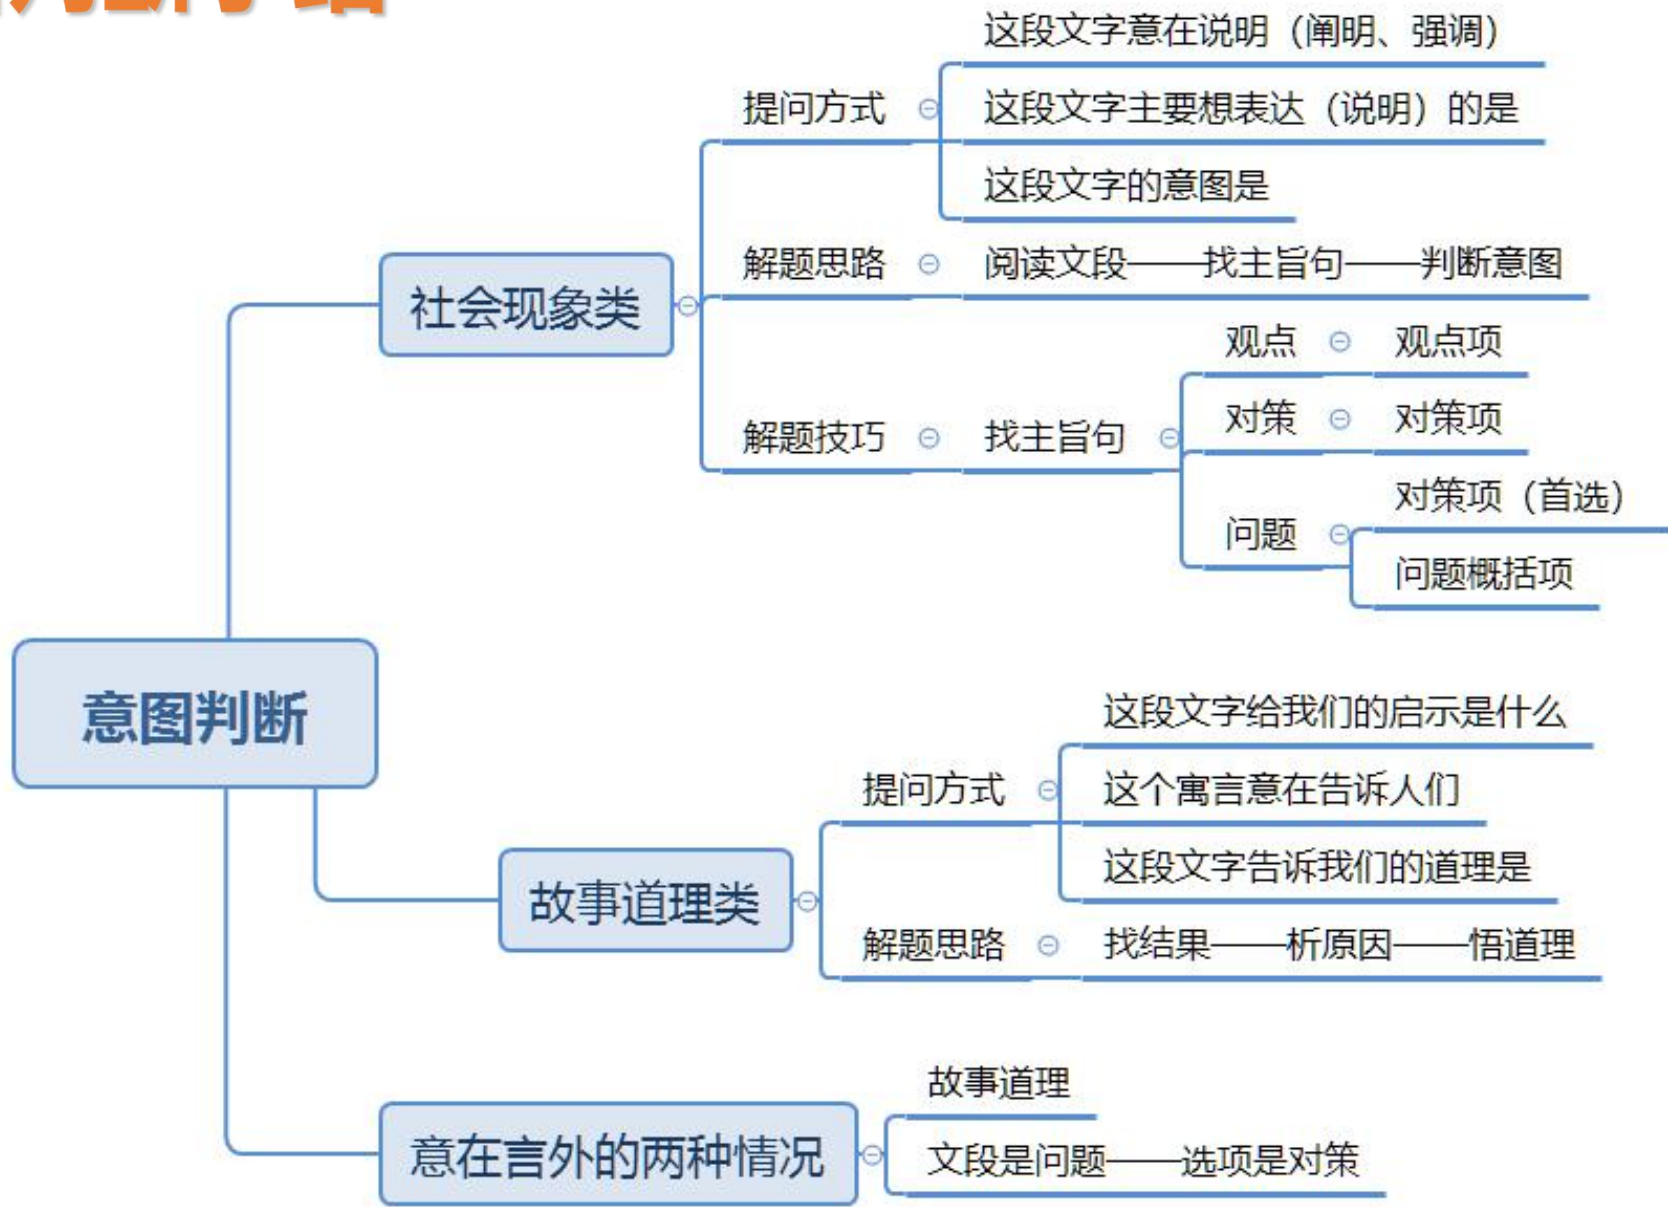 这段文字意在说明（阐明、强调）
提问方式
这段文字主要想表达（说明）的是
这段文字的意图是
社会现象类
解题思路
阅读文段——找主旨句——判断意图
观点
观点项
解题技巧
找主旨句
对策
对策项
问题
对策项（首选）
问题概括项
意图判断
这段文字给我们的启示是什么
提问方式
这个寓言意在告诉人们
这段文字告诉我们的道理是
故事道理类
解题思路
找结果——析原因——悟道理
意在言外的两种情况
故事道理
文段是问题——选项是对策